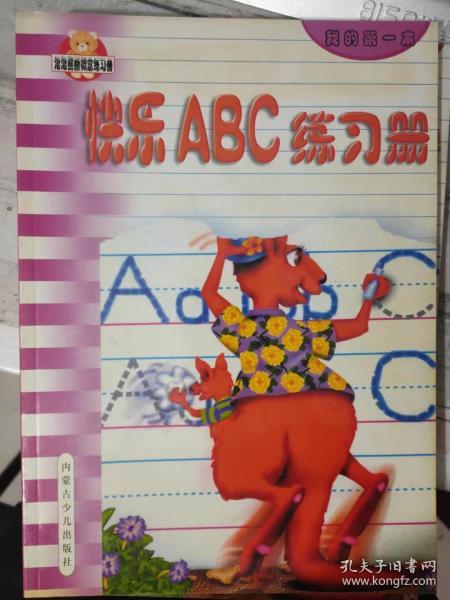 我的第一本
泡泡熊新概念练习册
快乐ABC练习册
Aa Bb C
A C
内蒙古少儿出版社
孔夫子旧书网
www.kongfz.com